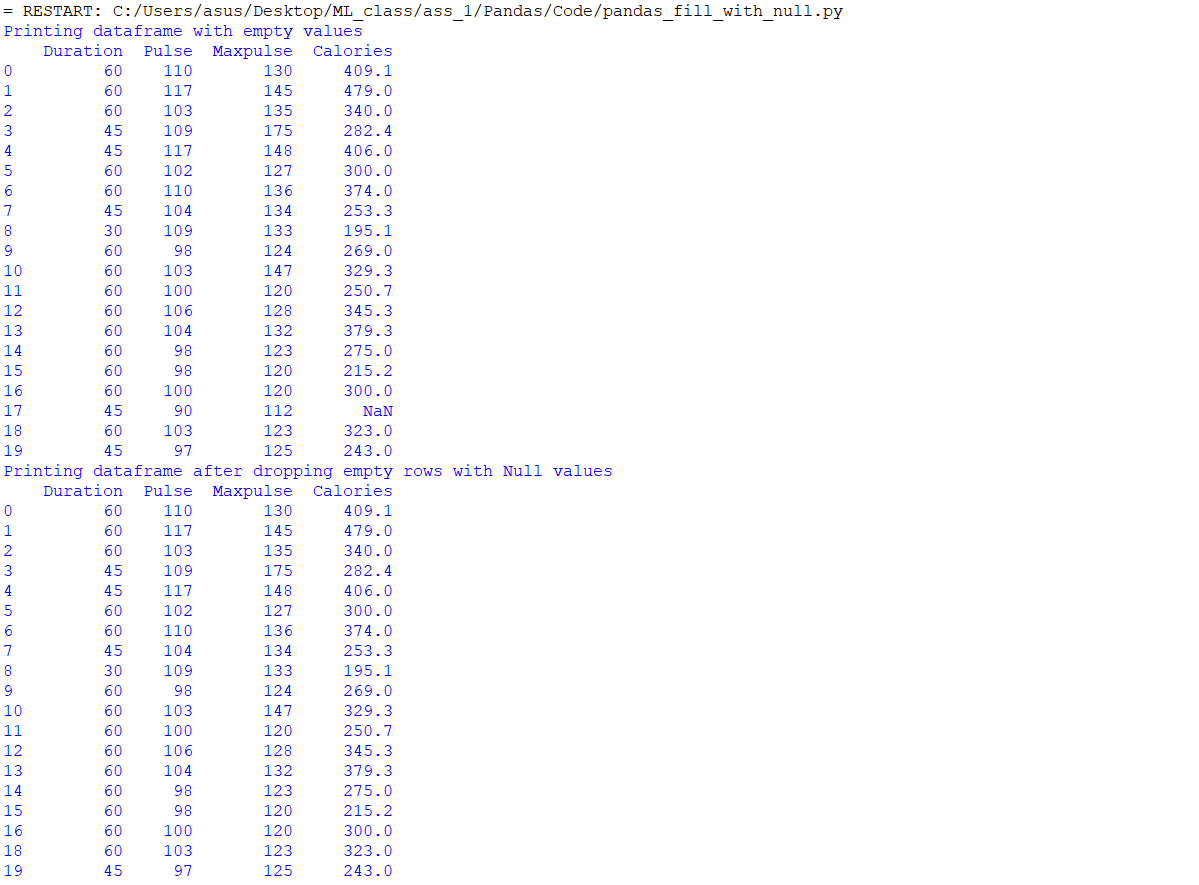 = RESTART: C:/Users/asus/Desktop/ML_class/ass_1/Pandas/Code/pandas_fill_with_null.py
Printing dataframe with empty values
    Duration  Pulse  Maxpulse  Calories
0         60    110       130     409.1
1         60    117       145     479.0
2         60    103       135     340.0
3         45    109       175     282.4
4         45    117       148     406.0
5         60    102       127     300.0
6         60    110       136     374.0
7         45    104       134     253.3
8         30    109       133     195.1
9         60     98       124     269.0
10        60    103       147     329.3
11        60    100       120     250.7
12        60    106       128     345.3
13        60    104       132     379.3
14        60     98       123     275.0
15        60     98       120     215.2
16        60    100       120     300.0
17        45     90       112       NaN
18        60    103       123     323.0
19        45     97       125     243.0
Printing dataframe after dropping empty rows with Null values
    Duration  Pulse  Maxpulse  Calories
0         60    110       130     409.1
1         60    117       145     479.0
2         60    103       135     340.0
3         45    109       175     282.4
4         45    117       148     406.0
5         60    102       127     300.0
6         60    110       136     374.0
7         45    104       134     253.3
8         30    109       133     195.1
9         60     98       124     269.0
10        60    103       147     329.3
11        60    100       120     250.7
12        60    106       128     345.3
13        60    104       132     379.3
14        60     98       123     275.0
15        60     98       120     215.2
16        60    100       120     300.0
18        60    103       123     323.0
19        45     97       125     243.0